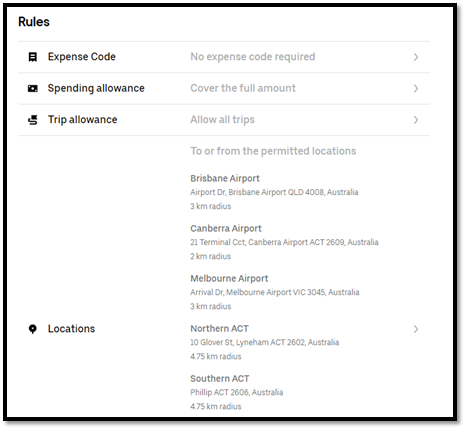 Rules
Expense Code No expense code required
Spending allowance Cover the full amount
Trip allowance Allow all trips
Locations To or from the permitted locations
Brisbane Airport
Airport Dr, Brisbane Airport QLD 4008, Australia
3 km radius
Canberra Airport
21 Terminal Cct, Canberra Airport ACT 2609, Australia
2 km radius
Melbourne Airport
Arrival Dr, Melbourne Airport VIC 3045, Australia
3 km radius
Northern ACT
10 Glover St, Lyneham ACT 2602, Australia
4.75 km radius
Southern ACT
Phillip ACT 2606, Australia
4.75 km radius